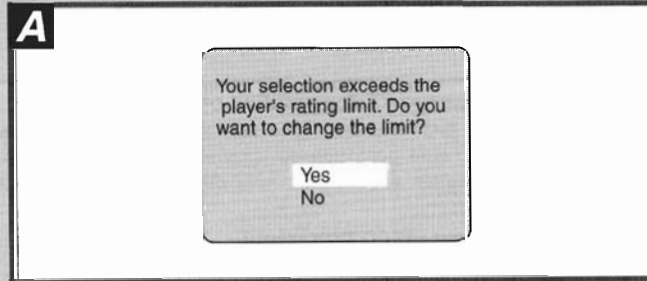 A
Your selection exceeds the
player's rating limit. Do you
want to change the limit?
Yes
No